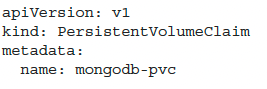 apiVersion: v1
kind: PersistentVolumeClaim
metadata:
  name: mongodb-pvc